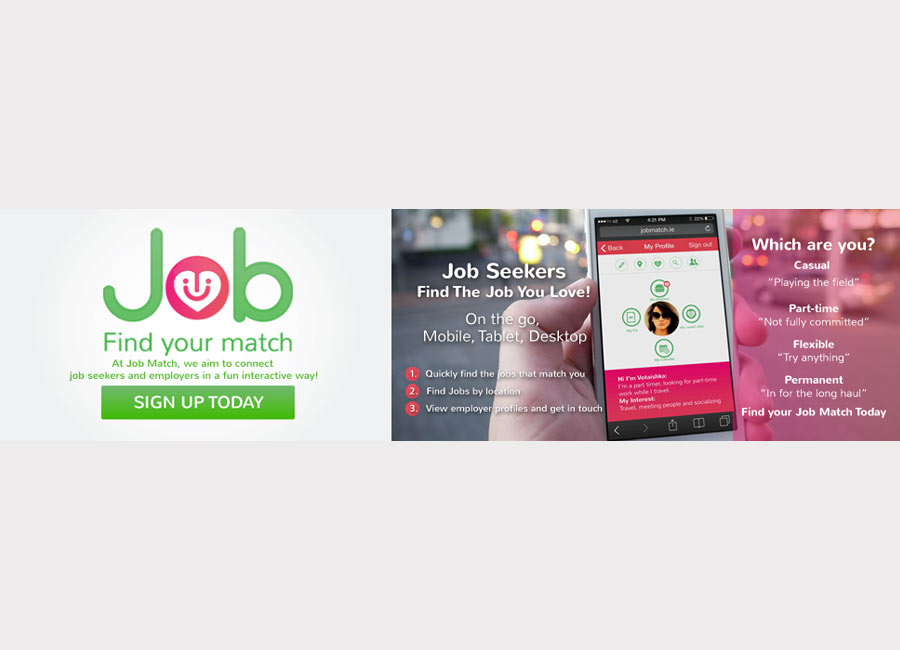 Job
Find your match
At Job Match, we aim to connect
job seekers and employers in a fun interactive way!
SIGN UP TODAY
Job Seekers
Find The Job You Love!
On the go,
Mobile, Tablet, Desktop
1. Quickly find the jobs that match you
2. Find Jobs by location
3. View employer profiles and get in touch
4:21 PM
22%
jobmatch.ie
Back My Profile Sign out
My CV
Hi I'm Votaishka:
I'm a part timer, looking for part-time
work while I travel.
My Interest:
Travel, meeting people and socializing
Which are you?
Casual
“Playing the field”
Part-time
“Not fully committed”
Flexible
“Try anything”
Permanent
“In for the long haul”
Find your Job Match Today